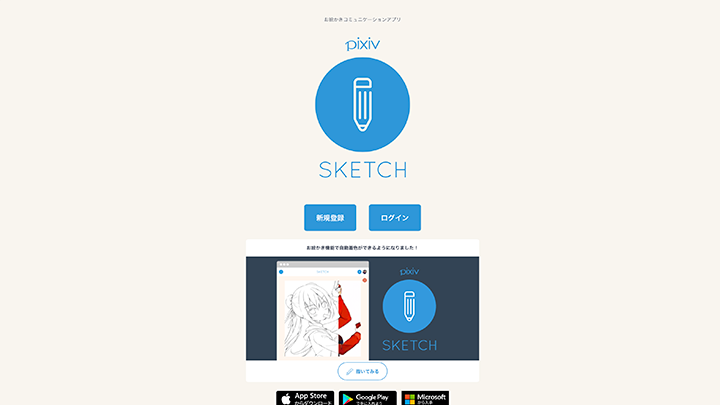 お絵かきコミュニケーションアプリ
pixiv
SKETCH
新規登録
ログイン
お絵かき機能で自動着色ができるようになりました！
SKETCH
pixiv
SKETCH
描いてみる
App Store
からダウンロード
Google Play
で手に入れよう
Microsoft
から入手